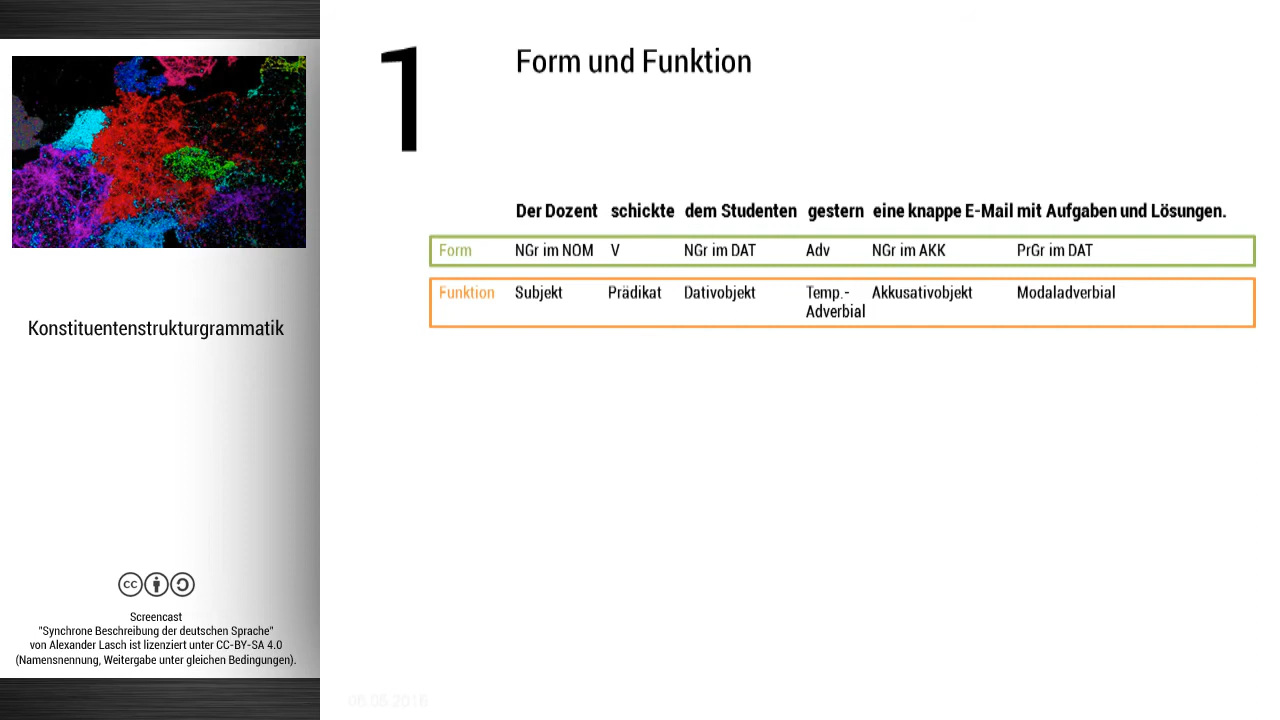 1
Form und Funktion
Der Dozent schickte dem Studenten gestern eine knappe E-Mail mit Aufgaben und Lösungen.
Form NGr im NOM V NGr im DAT Adv NGr im AKK PrGr im DAT
Funktion Subjekt Prädikat Dativobjekt Temp.- Akkusativobjekt Modaladverbial
Adverbial
Konstituentenstrukturgrammatik
cc
Screencast
"Synchrone Beschreibung der deutschen Sprache"
von Alexander Lasch ist lizenziert unter CC-BY-SA 4.0
(Namensnennung, Weitergabe unter gleichen Bedingungen).